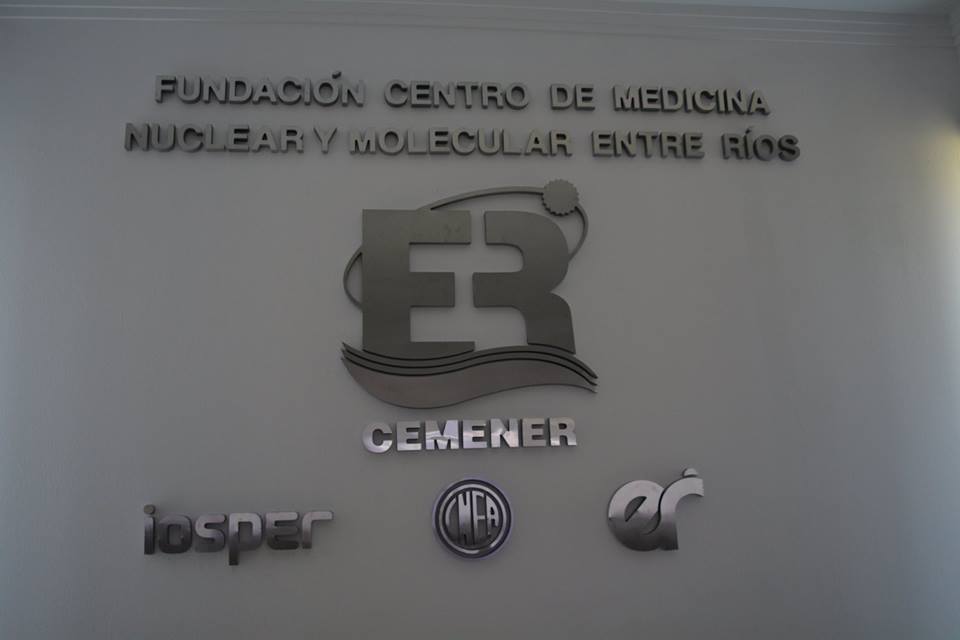 FUNDACIÓN CENTRO DE MEDICINA
NUCLEAR Y MOLECULAR ENTRE RÍOS
ER
CEMENER
iosper
CNEA
er